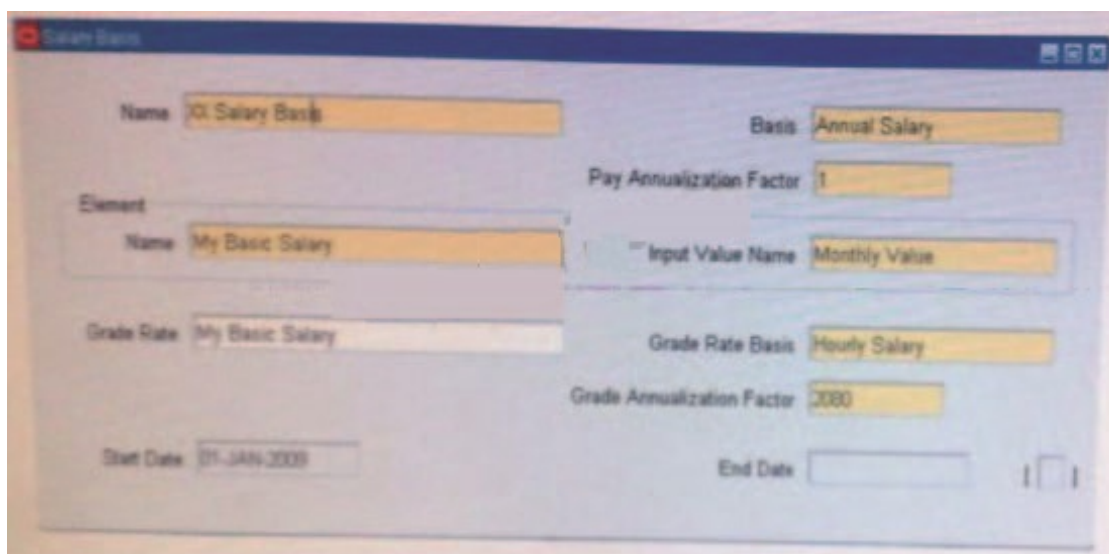 Salary Basis
Name XX Salary Basis
Basis Annual Salary
Pay Annualization Factor 1
Element
Name My Basic Salary
Input Value Name Monthly Value
Grade Rate My Basic Salary
Grade Rate Basis Hourly Salary
Grade Annualization Factor 2080
Start Date 01-JAN-2009
End Date